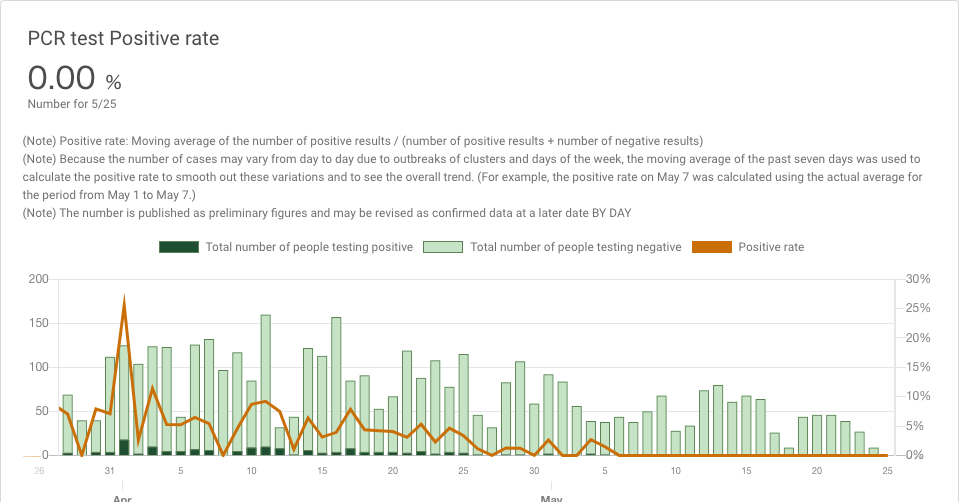 PCR test Positive rate
0.00 %
Number for 5/25
(Note) Positive rate: Moving average of the number of positive results / (number of positive results + number of negative results)
(Note) Because the number of cases may vary from day to day due to outbreaks of clusters and days of the week, the moving average of the past seven days was used to
calculate the positive rate to smooth out these variations and to see the overall trend. (For example, the positive rate on May 7 was calculated using the actual average for
the period from May 1 to May 7.)
(Note) The number is published as preliminary figures and may be revised as confirmed data at a later date BY DAY
Total number of people testing positive Total number of people testing negative Positive rate
200 30%
25%
150
20%
100 15%
10%
50
5%
0 0%
26 31 5 10 15 20 25 30 5 10 15 20 25
Apr May